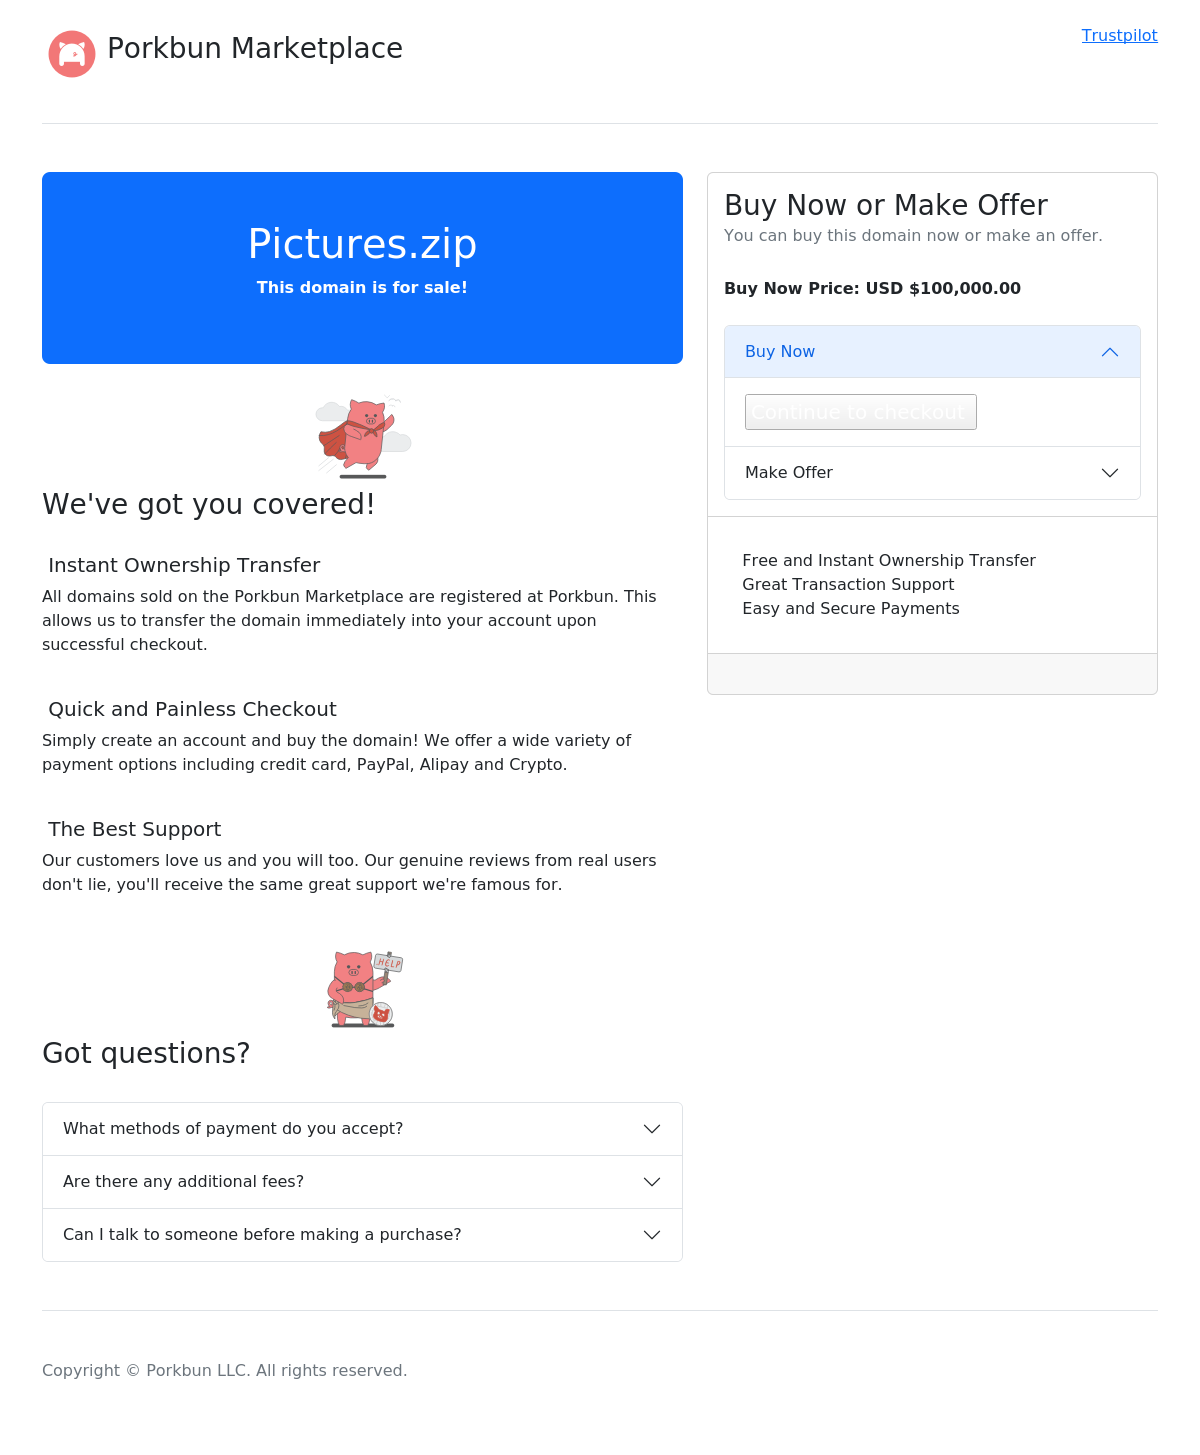 Porkbun Marketplace
Trustpilot
Pictures.zip
This domain is for sale!
We've got you covered!
Instant Ownership Transfer
All domains sold on the Porkbun Marketplace are registered at Porkbun. This
allows us to transfer the domain immediately into your account upon
successful checkout.
Quick and Painless Checkout
Simply create an account and buy the domain! We offer a wide variety of
payment options including credit card, PayPal, Alipay and Crypto.
The Best Support
Our customers love us and you will too. Our genuine reviews from real users
don't lie, you'll receive the same great support we're famous for.
HELP
Got questions?
What methods of payment do you accept?
Are there any additional fees?
Can I talk to someone before making a purchase?
Buy Now or Make Offer
You can buy this domain now or make an offer.
Buy Now Price: USD $100,000.00
Buy Now
Continue to checkout
Make Offer
Free and Instant Ownership Transfer
Great Transaction Support
Easy and Secure Payments
Copyright © Porkbun LLC. All rights reserved.